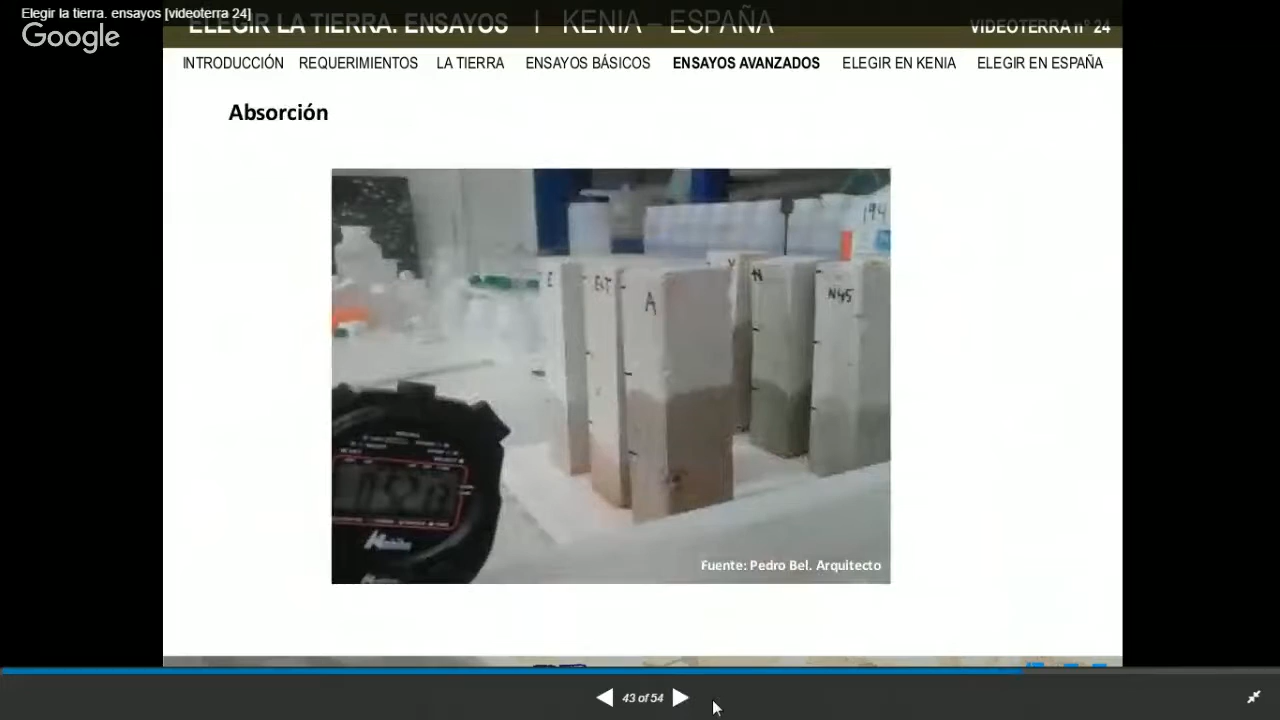 Elegir la tierra. ensayos [videoterra 24]
Google
ELEGIR LA TIERRA. ENSAYOS | KENIA – ESPAÑA
VIDEOTERRA nº 24
INTRODUCCIÓN REQUERIMIENTOS LA TIERRA ENSAYOS BÁSICOS ENSAYOS AVANZADOS ELEGIR EN KENIA ELEGIR EN ESPAÑA
Absorción
194
E
EXT
A
V
N
N45
Fuente: Pedro Bel. Arquitecto
43 of 54